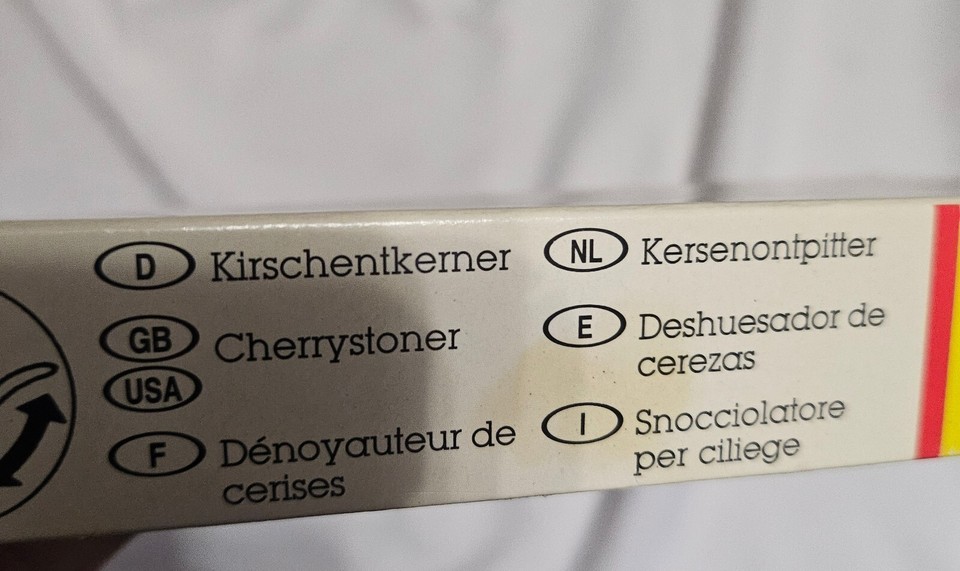 D Kirschentkerner
GB Cherrystoner
USA
F Dénoyauteur de
cerises
NL Kersenontpitter
E Deshuesador de
cerezas
I Snocciolatore
per ciliege